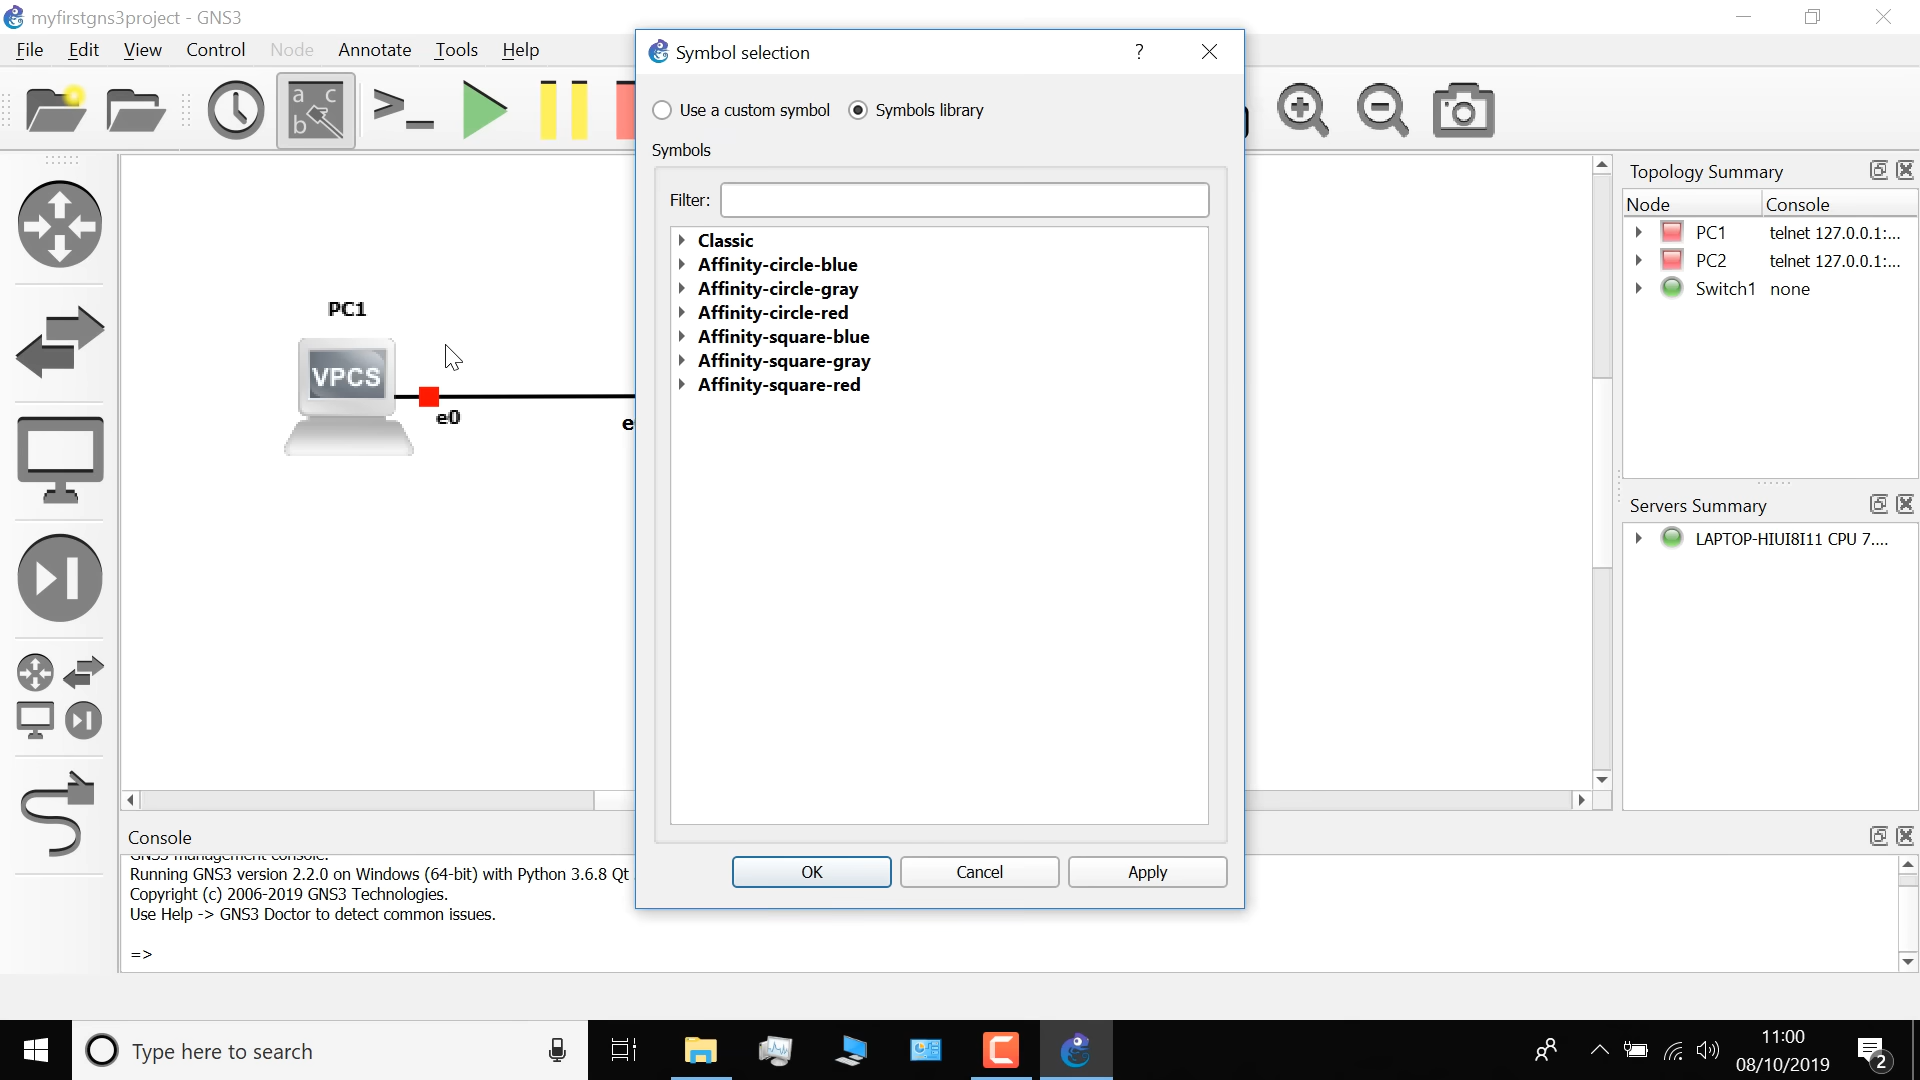 myfirstgns3project - GNS3
File Edit View Control Node Annotate Tools Help
a c
b
Symbol selection
?
Use a custom symbol Symbols library
Symbols
Filter:
Classic
Affinity-circle-blue
Affinity-circle-gray
Affinity-circle-red
Affinity-square-blue
Affinity-square-gray
Affinity-square-red
OK Cancel Apply
PC1
VPCS
e0
e
Topology Summary
Node Console
PC1 telnet 127.0.0.1:...
PC2 telnet 127.0.0.1:...
Switch1 none
Servers Summary
LAPTOP-HIUI8I11 CPU 7....
Console
GNS3 management console.
Running GNS3 version 2.2.0 on Windows (64-bit) with Python 3.6.8 Qt
Copyright (c) 2006-2019 GNS3 Technologies.
Use Help -> GNS3 Doctor to detect common issues.
=>
Type here to search
11:00
08/10/2019
2